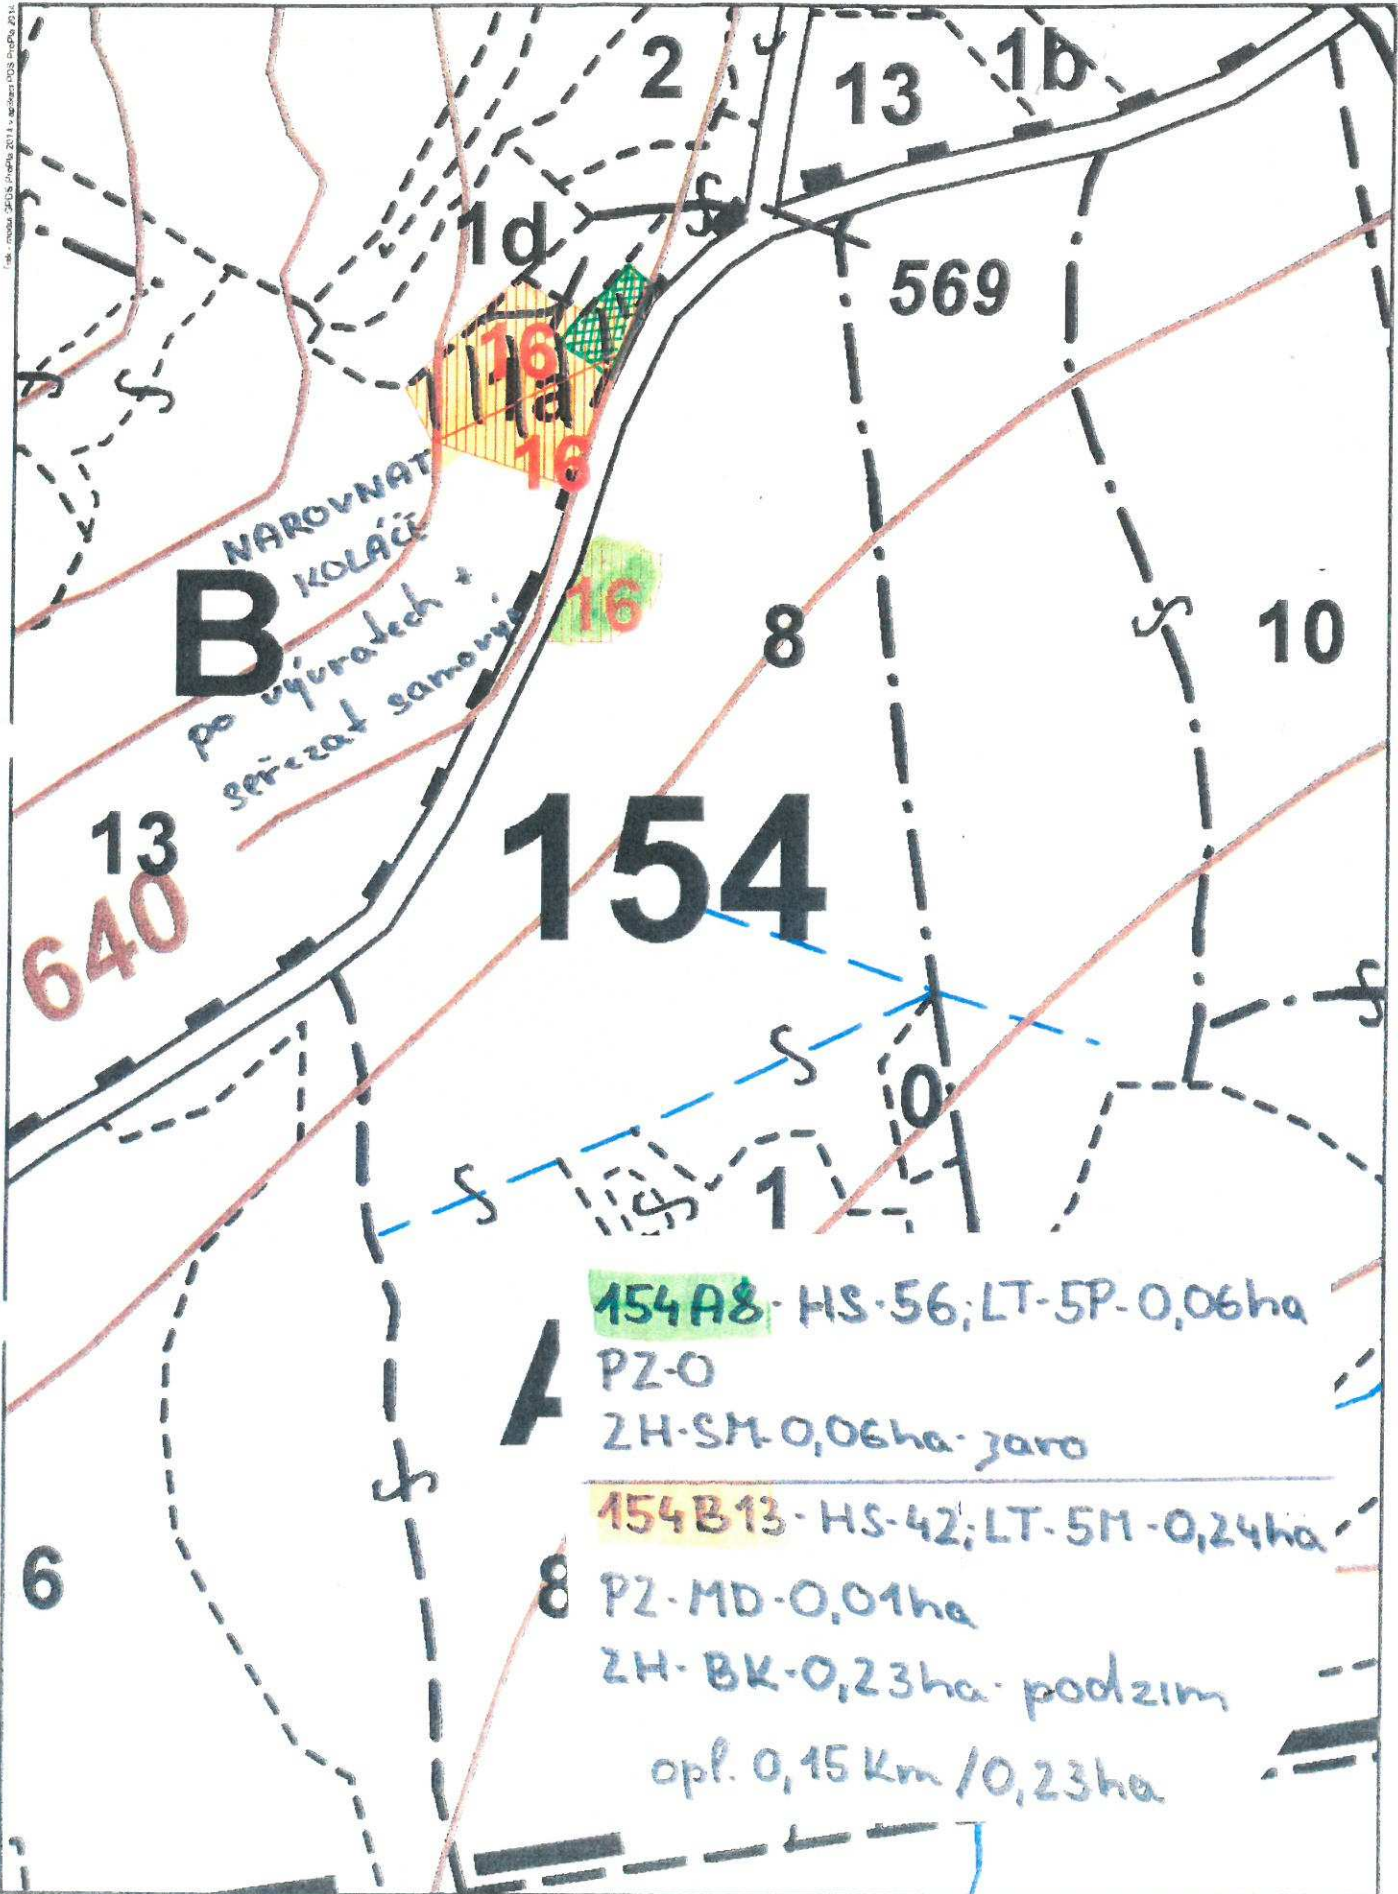 2
13
1b
1d
569
16
1a
16
NAROVNAT
KOLÁČE
po vývratech +
seřezat samovýš
B
16
8
10
154
13
640
0
1
154A8 - HS-56; LT-5P-0,06ha
PZ-0
ZH-SM-0,06ha-jaro
A
154B13 - HS-42; LT-5M-0,24ha
6
8
PZ-MD-0,01ha
ZH-BK-0,23ha-podzim
opl. 0,15 Km /0,23ha